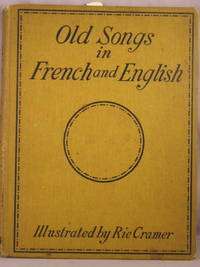 Old Songs
in
French and English
Illustrated by Rie Cramer